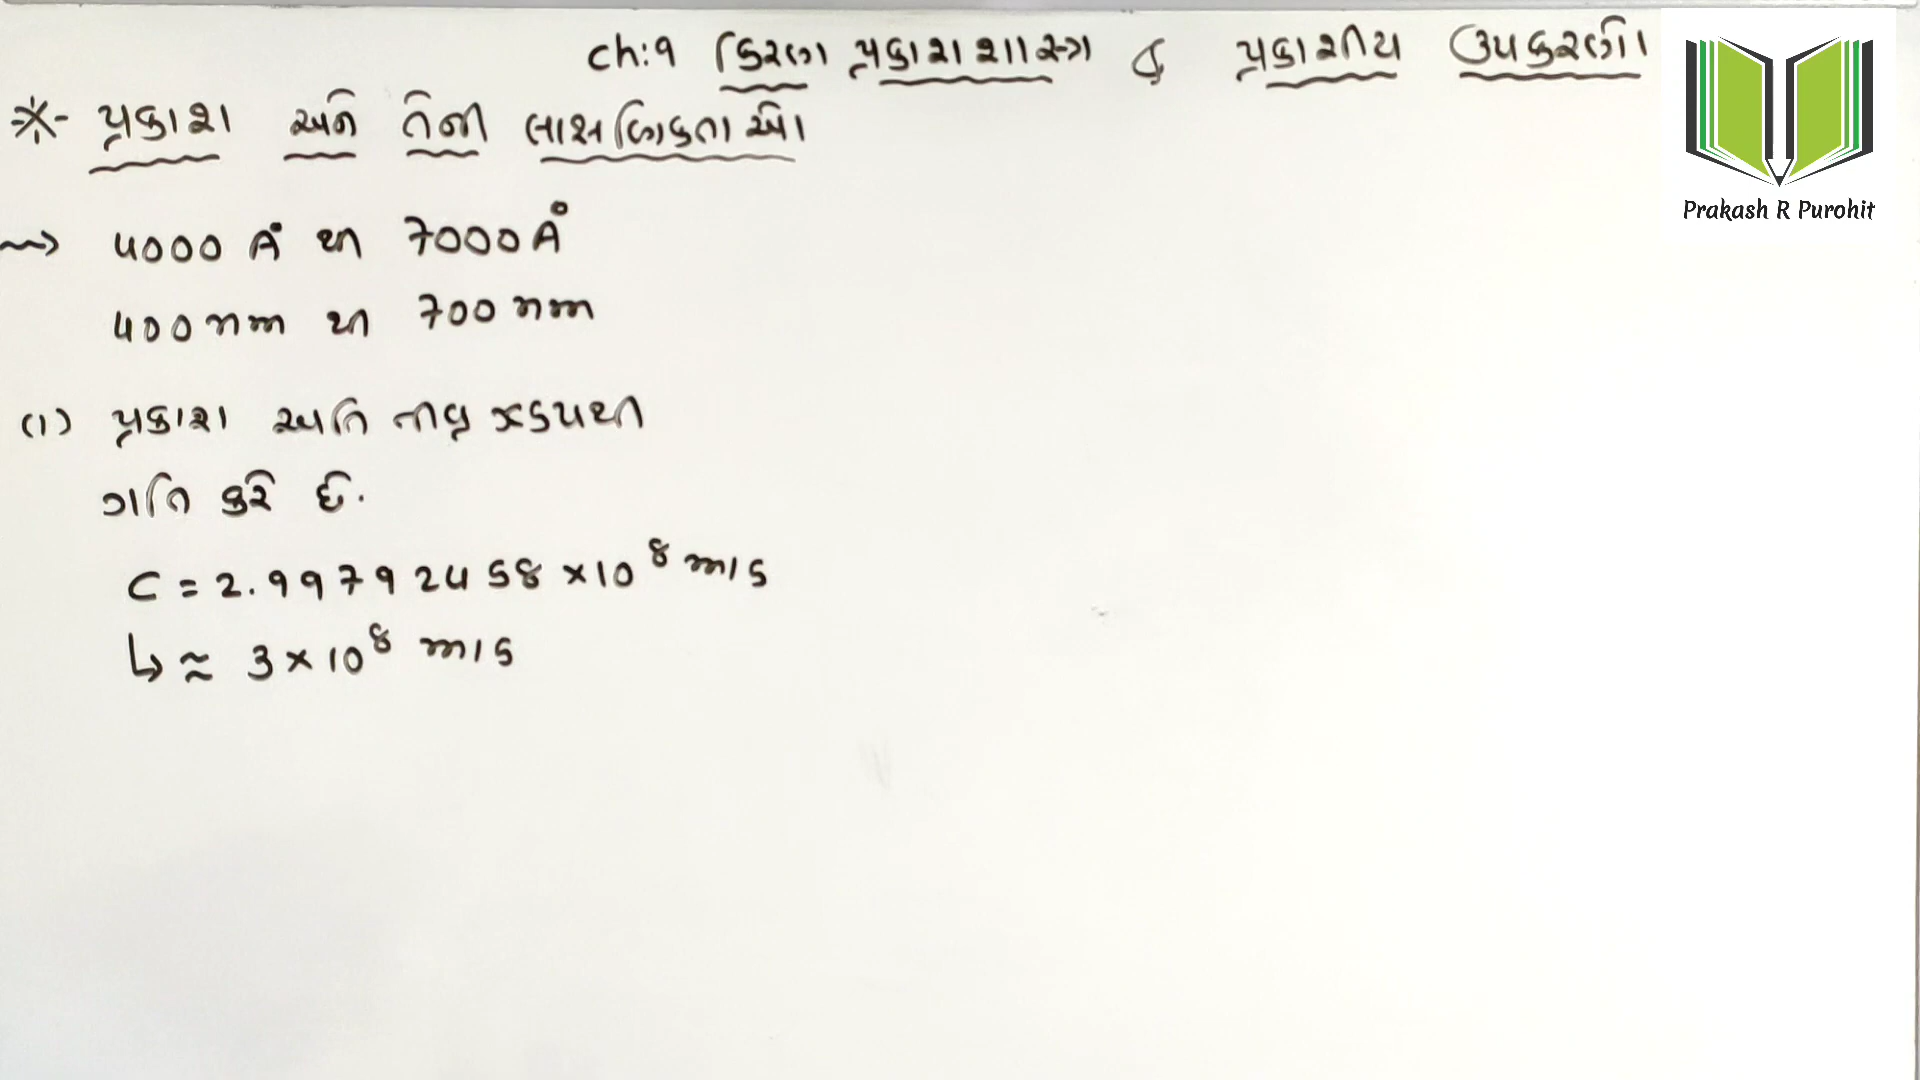 ch:9 કિરણ પ્રકાશશાસ્ત્ર & પ્રકાશીય ઉપકરણો
* પ્રકાશ અને તેની લાક્ષણિકતાઓ
Prakash R Purohit
→ 4000 A° થી 7000 A°
400 nm થી 700 nm
(1) પ્રકાશ અતિ તીવ્ર ઝડપથી
ગતિ કરે છે.
C = 2.99792458 × 10⁸ m/s
↳ ≈ 3 × 10⁸ m/s